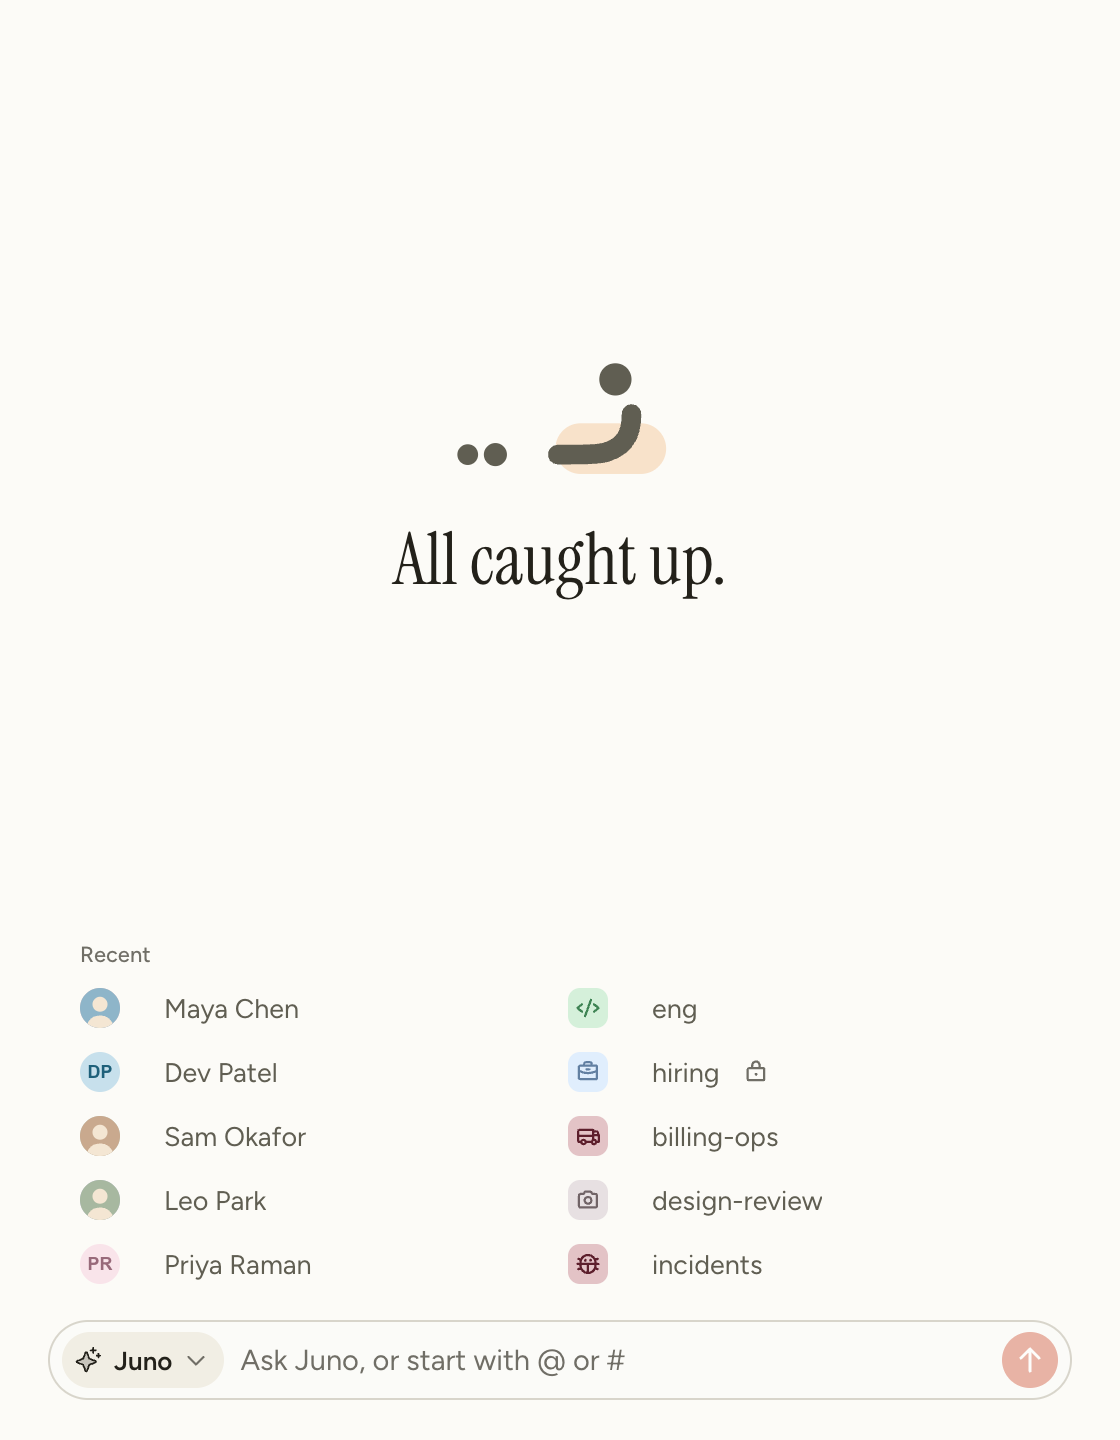 All caught up.
Recent
Maya Chen
eng
DP Dev Patel
hiring
Sam Okafor
billing-ops
Leo Park
design-review
PR Priya Raman
incidents
Juno Ask Juno, or start with @ or #